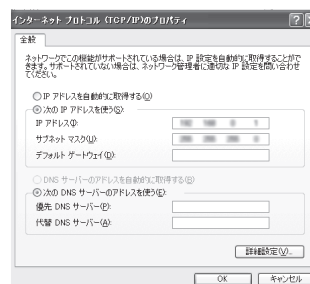 インターネット プロトコル (TCP/IP)のプロパティ
全般
ネットワークでこの機能がサポートされている場合は、IP 設定を自動的に取得することがで
きます。サポートされていない場合は、ネットワーク管理者に適切な IP 設定を問い合わせ
てください。
IP アドレスを自動的に取得する(O)
次の IP アドレスを使う(S):
IP アドレス(I):
192 168 0 1
サブネット マスク(U):
255 255 255 0
デフォルト ゲートウェイ(D):
DNS サーバーのアドレスを自動的に取得する(B)
次の DNS サーバーのアドレスを使う(E):
優先 DNS サーバー(P):
代替 DNS サーバー(A):
詳細設定(V)...
OK
キャンセル